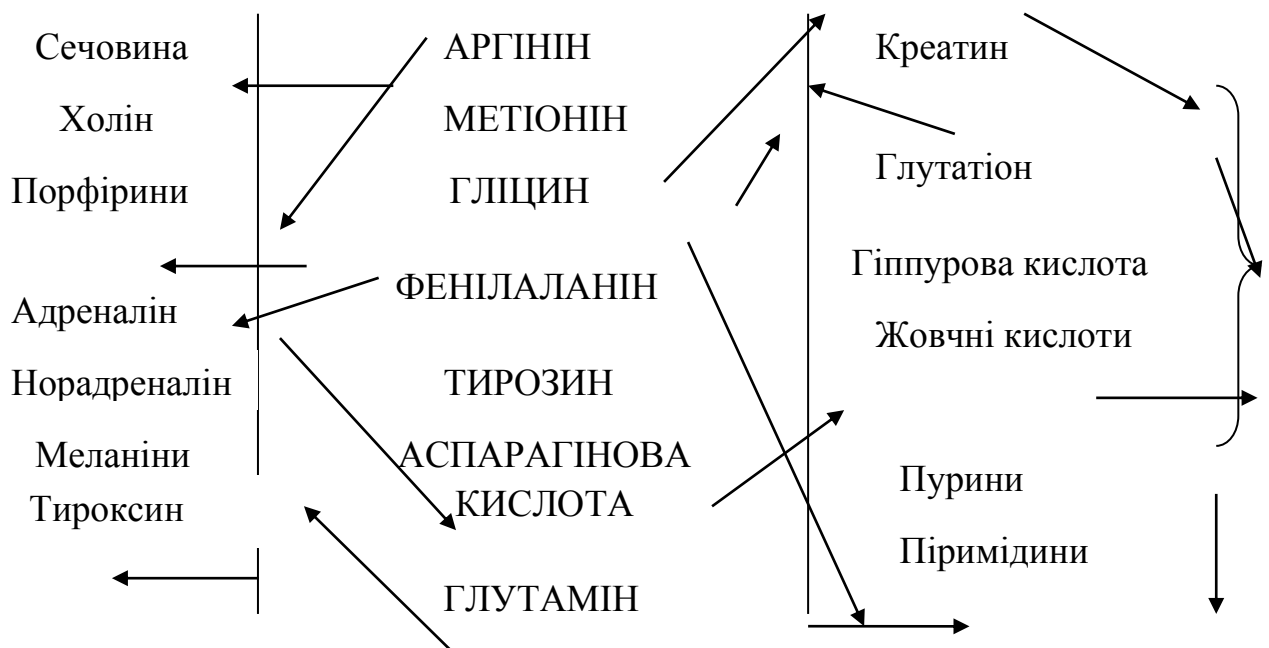 Сечовина
Холін
Порфірини
Адреналін
Норадреналін
Меланіни
Тироксин
АРГІНІН
МЕТІОНІН
ГЛІЦИН
ФЕНІЛАЛАНІН
ТИРОЗИН
АСПАРАГІНОВА
КИСЛОТА
ГЛУТАМІН
Креатин
Глутатіон
Гіппурова кислота
Жовчні кислоти
Пурини
Піримідини